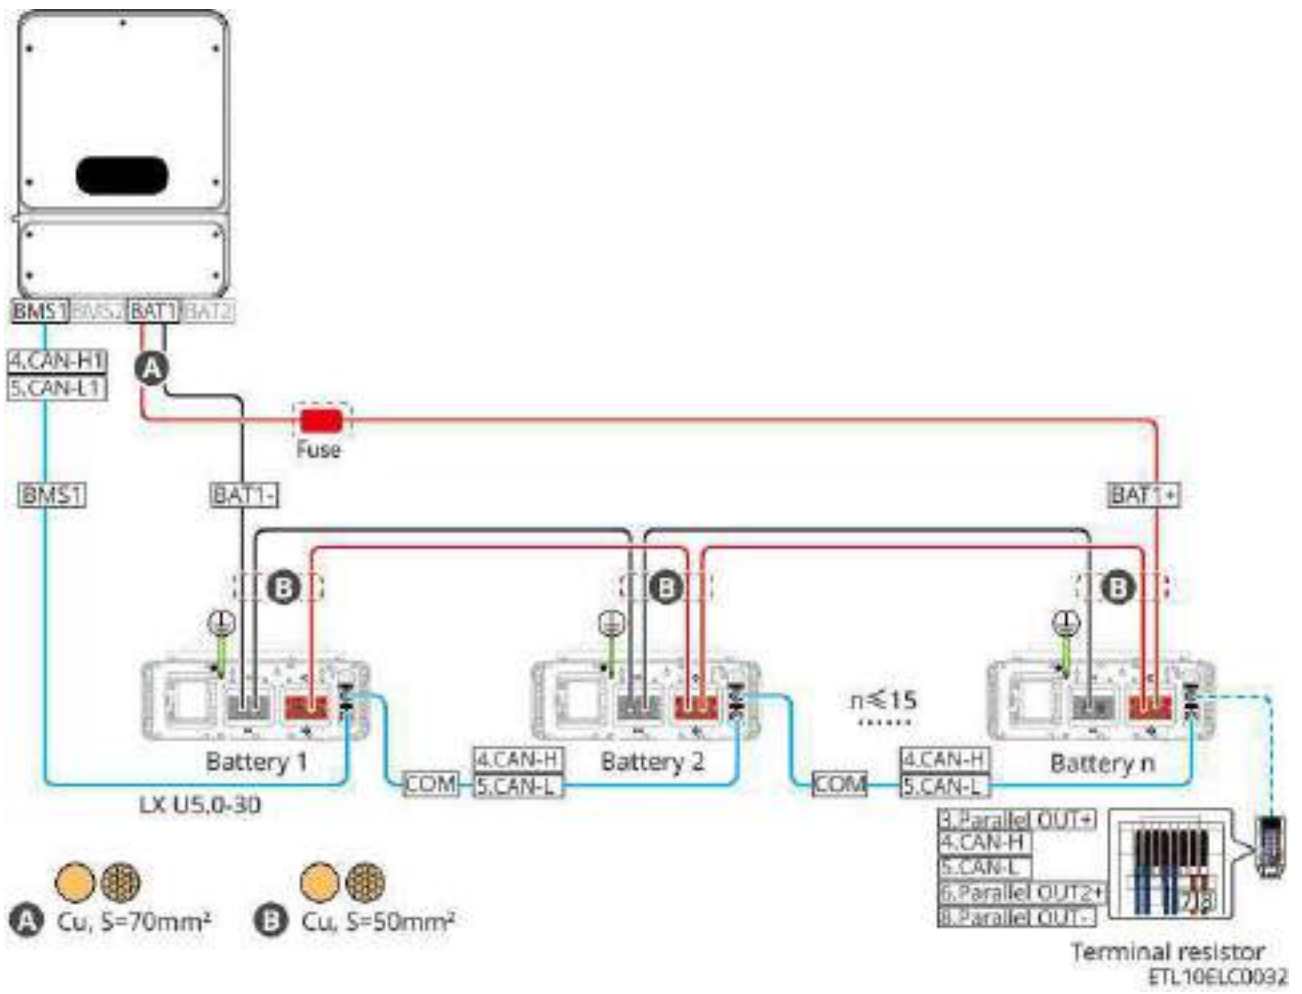 BMS1 BMS2 BAT1 BAT2
4.CAN-H1
5.CAN-L1
A
Fuse
BMS1
BAT1-
BAT1+
B
B
B
n≤15
......
Battery 1
Battery 2
Battery n
4.CAN-H
COM
5.CAN-L
4.CAN-H
COM
5.CAN-L
LX U5.0-30
3.Parallel OUT+
4.CAN-H
5.CAN-L
6.Parallel OUT2+
8.Parallel OUT-
7 8
A Cu, S=70mm²
B Cu, S=50mm²
Terminal resistor
ETL10ELC0032